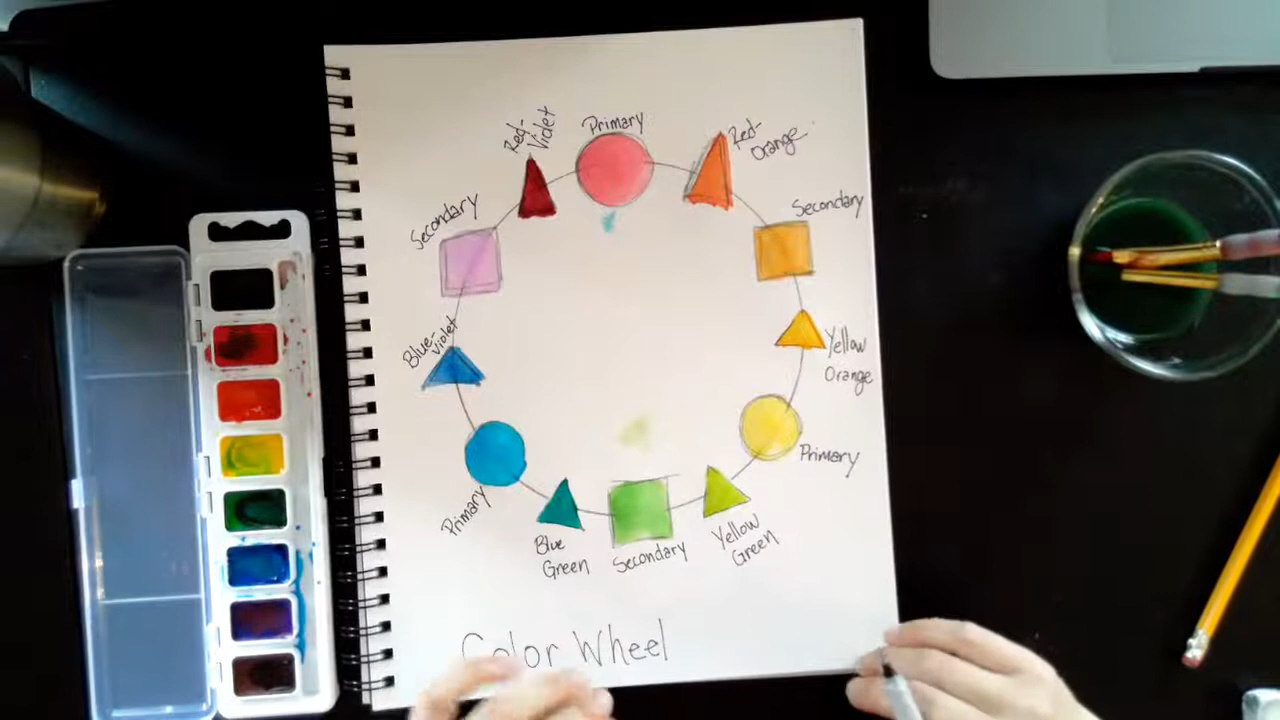 Primary
Red-
Orange
Secondary
Yellow
Orange
Primary
Yellow
Green
Secondary
Blue
Green
Primary
Blue-
Violet
Secondary
Red-
Violet
Color Wheel